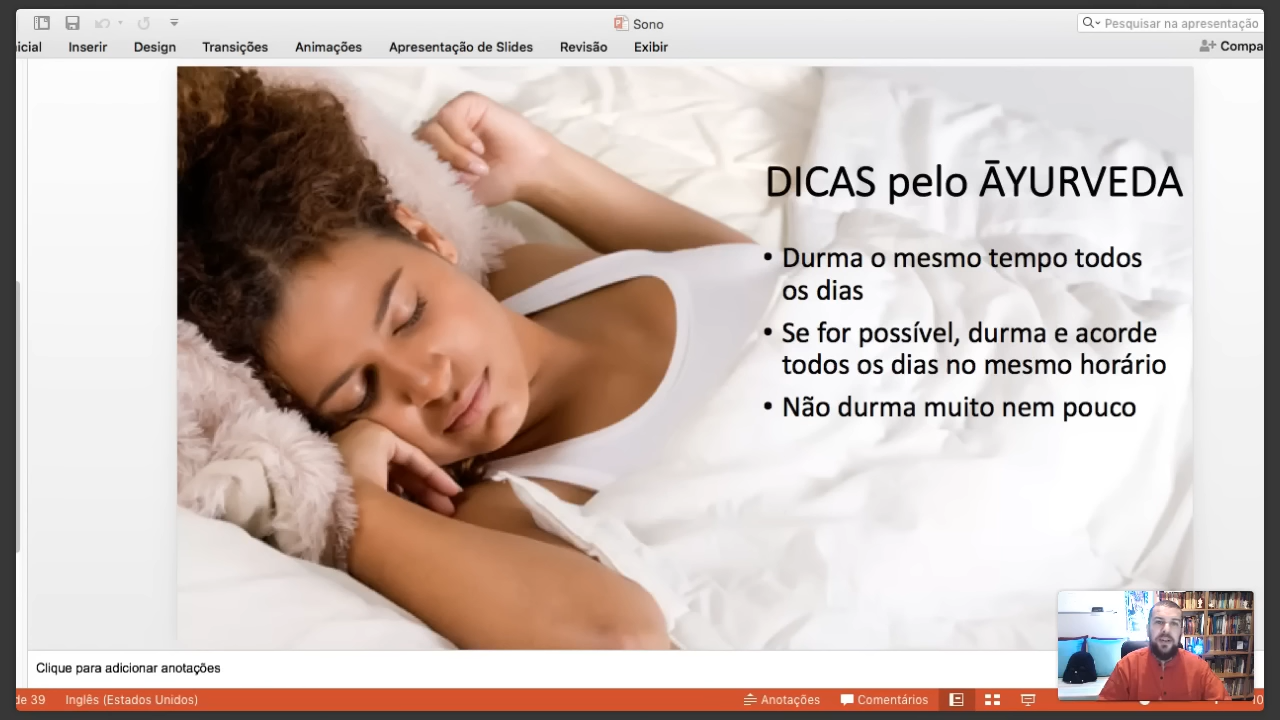 Sono
Pesquisar na apresentação
icial Inserir Design Transições Animações Apresentação de Slides Revisão Exibir
Compa
DICAS pelo ĀYURVEDA
• Durma o mesmo tempo todos
os dias
• Se for possível, durma e acorde
todos os dias no mesmo horário
• Não durma muito nem pouco
Clique para adicionar anotações
de 39 Inglês (Estados Unidos) Anotações Comentários